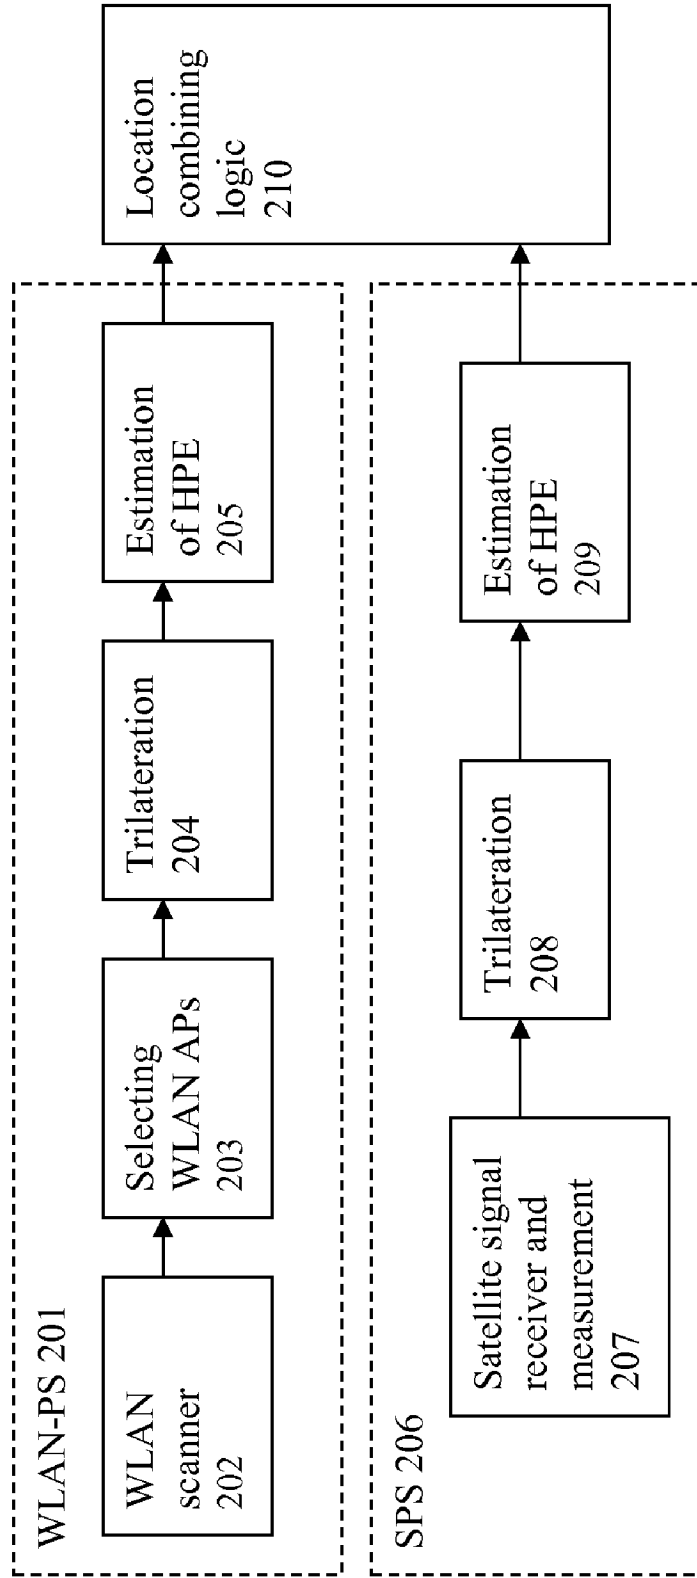 WLAN-PS 201
WLAN
scanner
202
Selecting
WLAN APs
203
Trilateration
204
Estimation
of HPE
205
Location
combining
logic
210
SPS 206
Satellite signal
receiver and
measurement
207
Trilateration
208
Estimation
of HPE
209